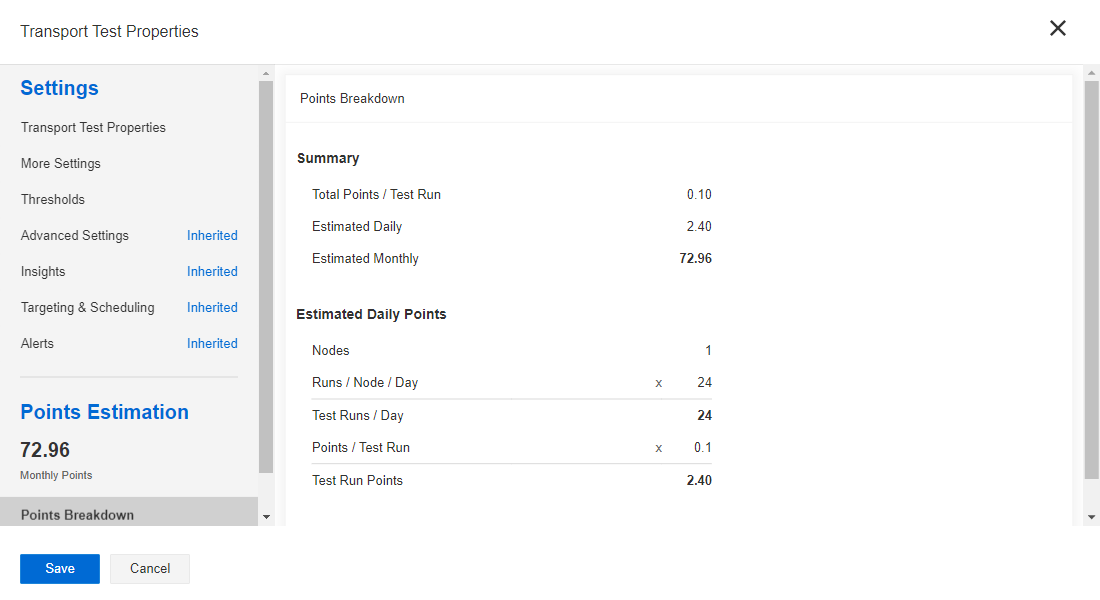 Transport Test Properties
Settings
Transport Test Properties
More Settings
Thresholds
Advanced Settings Inherited
Insights Inherited
Targeting & Scheduling Inherited
Alerts Inherited
Points Estimation
72.96
Monthly Points
Points Breakdown
Points Breakdown
Summary
Total Points / Test Run 0.10
Estimated Daily 2.40
Estimated Monthly 72.96
Estimated Daily Points
Nodes 1
Runs / Node / Day x 24
Test Runs / Day 24
Points / Test Run x 0.1
Test Run Points 2.40
Save Cancel